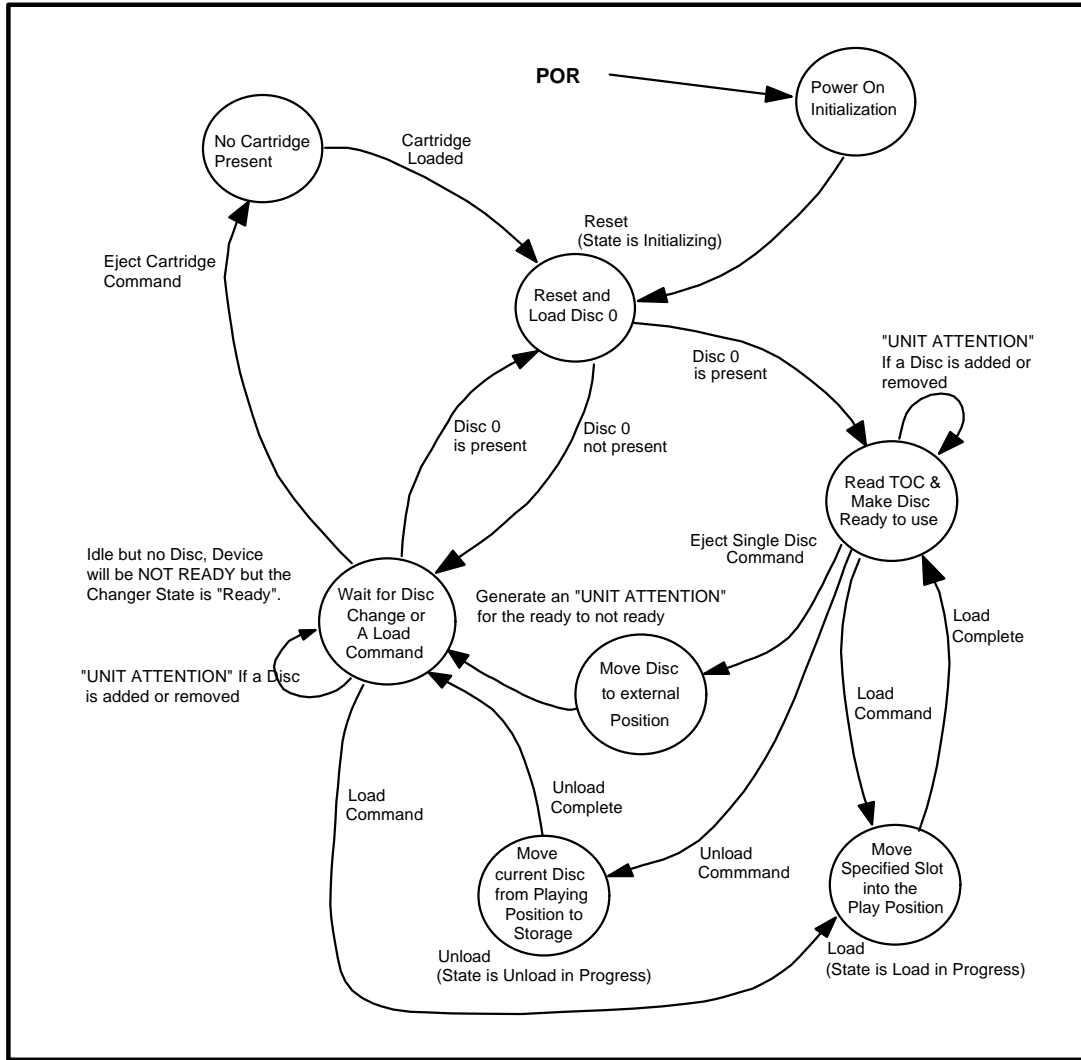 POR
Power On
Initialization
No Cartridge
Present
Cartridge
Loaded
Reset
(State is Initializing)
Eject Cartridge
Command
Reset and
Load Disc 0
"UNIT ATTENTION"
If a Disc is added or
removed
Disc 0
is present
Disc 0
is present
Disc 0
not present
Read TOC &
Make Disc
Ready to use
Eject Single Disc
Command
Idle but no Disc, Device
will be NOT READY but the
Changer State is "Ready".
Wait for Disc
Change or
A Load
Command
Generate an "UNIT ATTENTION"
for the ready to not ready
Load
Complete
"UNIT ATTENTION" If a Disc
is added or removed
Move Disc
to external
Position
Load
Command
Load
Command
Unload
Complete
Move
current Disc
from Playing
Position to
Storage
Unload
Commmand
Move
Specified Slot
into the
Play Position
Unload
(State is Unload in Progress)
Load
(State is Load in Progress)